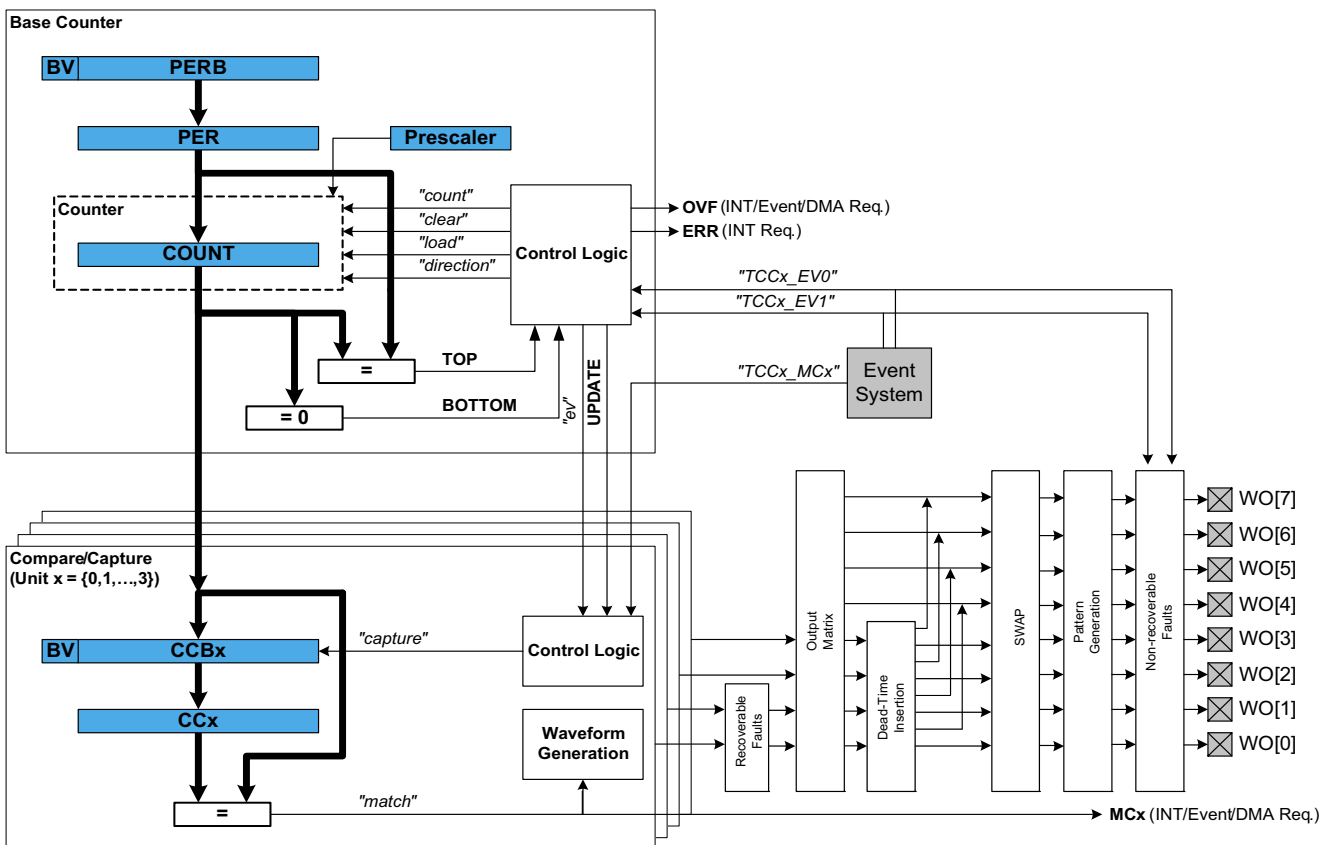 Base Counter
BV PERB
PER
Prescaler
Counter
COUNT
"count"
"clear"
"load"
"direction"
Control Logic
OVF (INT/Event/DMA Req.)
ERR (INT Req.)
"TCCx_EV0"
"TCCx_EV1"
"TCCx_MCx"
Event
System
=
TOP
= 0
BOTTOM
"ev"
UPDATE
Compare/Capture
(Unit x = {0,1,…,3})
BV CCBx
"capture"
Control Logic
CCx
Waveform
Generation
=
"match"
MCx (INT/Event/DMA Req.)
Recoverable
Faults
Output
Matrix
Dead-Time
Insertion
SWAP
Pattern
Generation
Non-recoverable
Faults
WO[7]
WO[6]
WO[5]
WO[4]
WO[3]
WO[2]
WO[1]
WO[0]